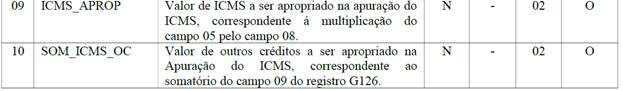 09 ICMS_APROP Valor de ICMS a ser apropriado na apuração do N - 02 O
ICMS, correspondente á multiplicação do
campo 05 pelo campo 08.
10 SOM_ICMS_OC Valor de outros créditos a ser apropriado na N - 02 O
Apuração do ICMS, correspondente ao
somatório do campo 09 do registro G126.